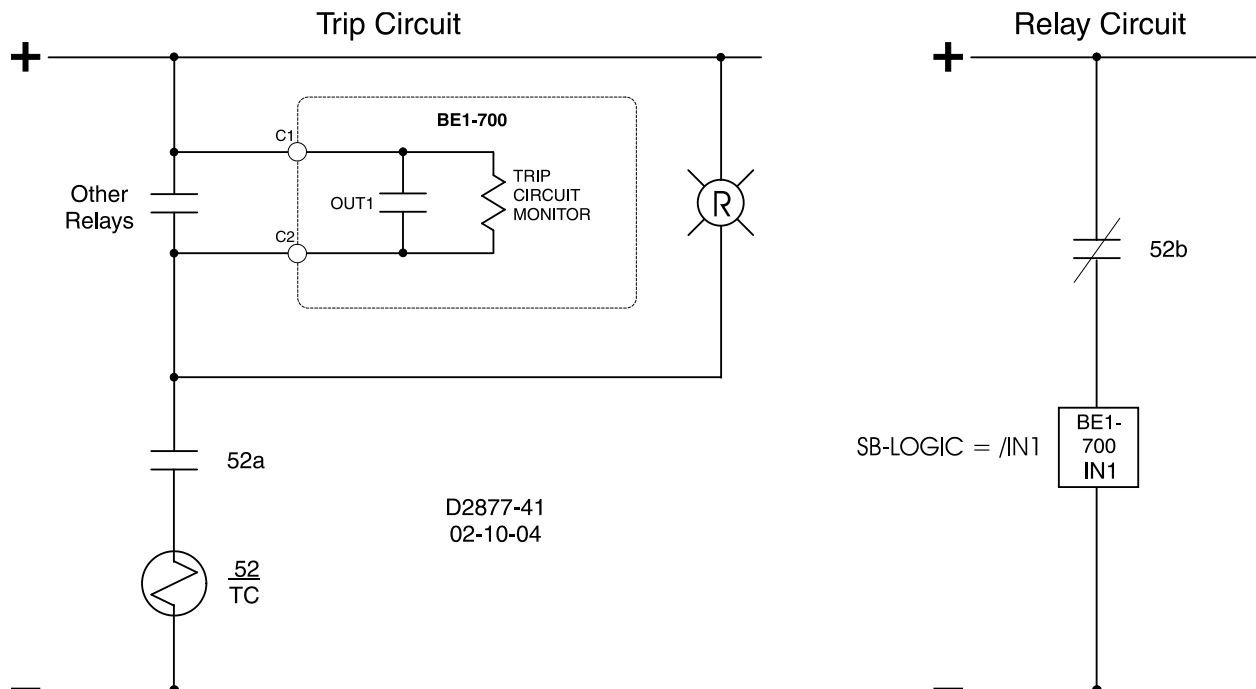 Trip Circuit
Relay Circuit
+
+
BE1-700
C1
Other
Relays
OUT1
TRIP
CIRCUIT
MONITOR
R
C2
52b
52a
SB-LOGIC = /IN1
BE1-
700
IN1
D2877-41
02-10-04
52
TC
–
–